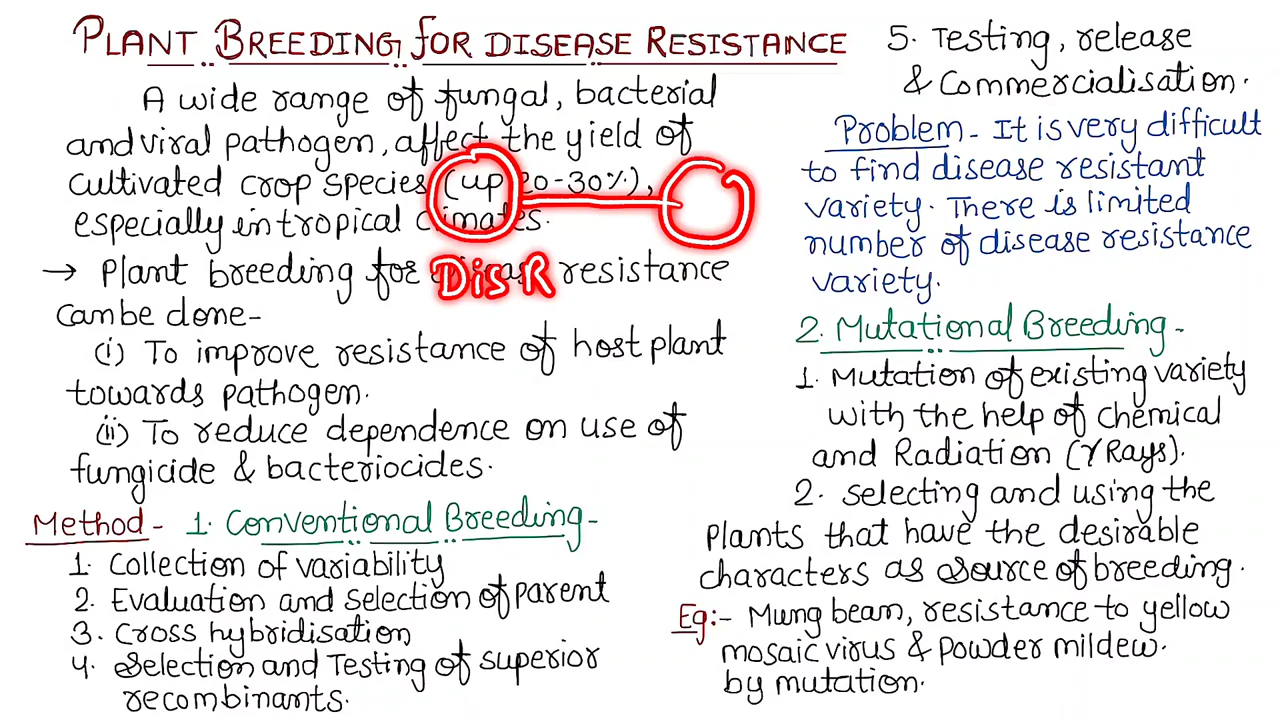 PLANT BREEDING FOR DISEASE RESISTANCE
A wide range of fungal, bacterial
and viral pathogen, affect the yield of
cultivated crop species (up 20-30%),
especially in tropical climates.
→ Plant breeding for resistance
can be done-
(i) To improve resistance of host plant
towards pathogen.
(ii) To reduce dependence on use of
fungicide & bacteriocides.
Method - 1. Conventional Breeding -
1. Collection of variability
2. Evaluation and selection of parent
3. Cross hybridisation
4. Selection and Testing of superior
recombinants.
Dis R
5. Testing, release
& Commercialisation.
Problem - It is very difficult
to find disease resistant
variety. There is limited
number of disease resistance
variety.
2. Mutational Breeding -
1. Mutation of existing variety
with the help of chemical
and Radiation (γ Rays).
2. Selecting and using the
plants that have the desirable
characters as source of breeding.
Eg:- Mung bean, resistance to yellow
mosaic virus & powder mildew.
by mutation.